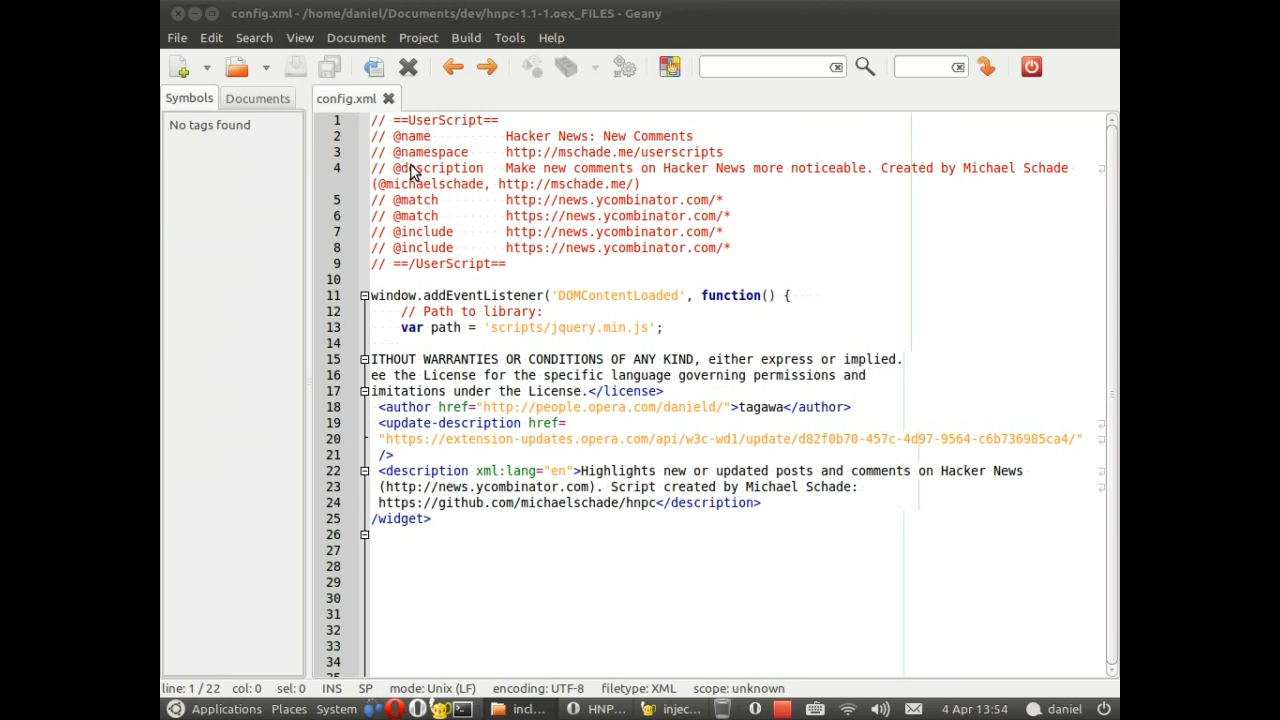 config.xml - /home/daniel/Documents/dev/hnpc-1.1-1.oex_FILES - Geany
File Edit Search View Document Project Build Tools Help
Symbols Documents config.xml
No tags found
1 // ==UserScript==
2 // @name Hacker News: New Comments
3 // @namespace http://mschade.me/userscripts
4 // @description Make new comments on Hacker News more noticeable. Created by Michael Schade
(@michaelschade, http://mschade.me/)
5 // @match http://news.ycombinator.com/*
6 // @match https://news.ycombinator.com/*
7 // @include http://news.ycombinator.com/*
8 // @include https://news.ycombinator.com/*
9 // ==/UserScript==
10
11 window.addEventListener('DOMContentLoaded', function() {
12 // Path to library:
13 var path = 'scripts/jquery.min.js';
14
15 ITHOUT WARRANTIES OR CONDITIONS OF ANY KIND, either express or implied.
16 ee the License for the specific language governing permissions and
17 imitations under the License.</license>
18 <author href="http://people.opera.com/danield/">tagawa</author>
19 <update-description href=
20 "https://extension-updates.opera.com/api/w3c-wd1/update/d82f0b70-457c-4d97-9564-c6b736985ca4/"
21 />
22 <description xml:lang="en">Highlights new or updated posts and comments on Hacker News
23 (http://news.ycombinator.com). Script created by Michael Schade:
24 https://github.com/michaelschade/hnpc</description>
25 /widget>
26
27
28
29
30
31
32
33
34
line: 1 / 22 col: 0 sel: 0 INS SP mode: Unix (LF) encoding: UTF-8 filetype: XML scope: unknown
Applications Places System incl... HNP... injec... 4 Apr 13:54 daniel